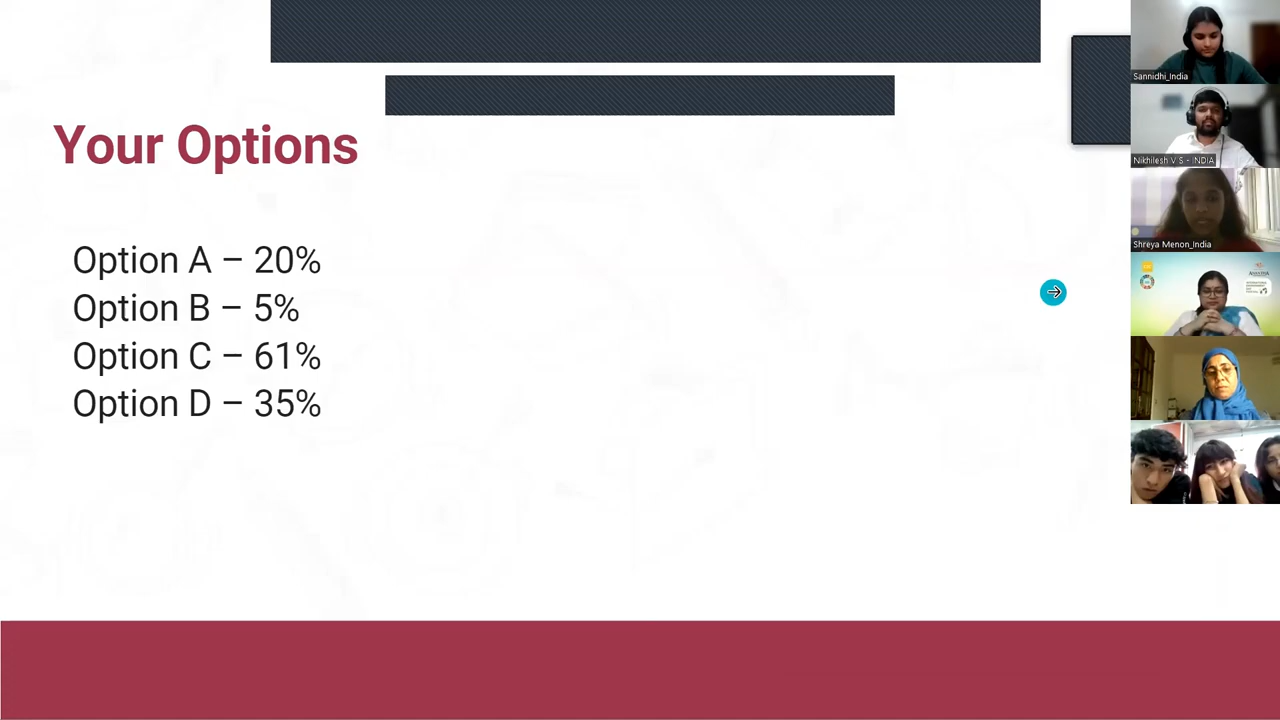 Your Options
Option A – 20%
Option B – 5%
Option C – 61%
Option D – 35%
Sannidhi_India
Nikhilesh V S - INDIA
Shreya Menon_India